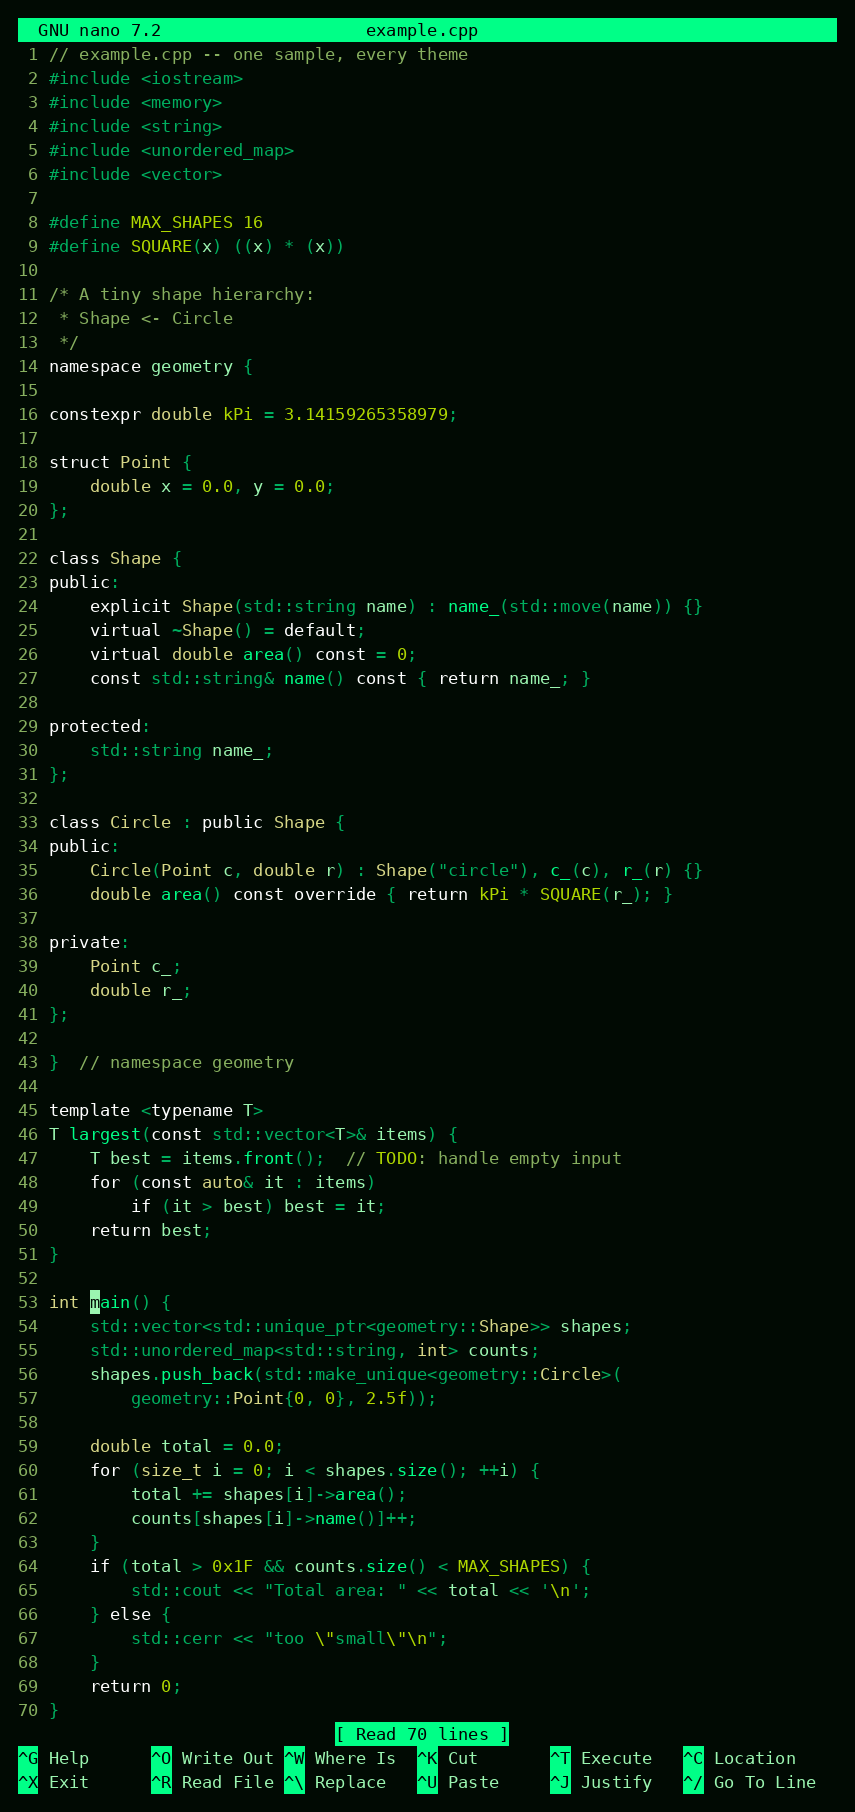 GNU nano 7.2                    example.cpp
 1 // example.cpp -- one sample, every theme
 2 #include <iostream>
 3 #include <memory>
 4 #include <string>
 5 #include <unordered_map>
 6 #include <vector>
 7
 8 #define MAX_SHAPES 16
 9 #define SQUARE(x) ((x) * (x))
10
11 /* A tiny shape hierarchy:
12  * Shape <- Circle
13  */
14 namespace geometry {
15
16 constexpr double kPi = 3.14159265358979;
17
18 struct Point {
19     double x = 0.0, y = 0.0;
20 };
21
22 class Shape {
23 public:
24     explicit Shape(std::string name) : name_(std::move(name)) {}
25     virtual ~Shape() = default;
26     virtual double area() const = 0;
27     const std::string& name() const { return name_; }
28
29 protected:
30     std::string name_;
31 };
32
33 class Circle : public Shape {
34 public:
35     Circle(Point c, double r) : Shape("circle"), c_(c), r_(r) {}
36     double area() const override { return kPi * SQUARE(r_); }
37
38 private:
39     Point c_;
40     double r_;
41 };
42
43 }  // namespace geometry
44
45 template <typename T>
46 T largest(const std::vector<T>& items) {
47     T best = items.front();  // TODO: handle empty input
48     for (const auto& it : items)
49         if (it > best) best = it;
50     return best;
51 }
52
53 int main() {
54     std::vector<std::unique_ptr<geometry::Shape>> shapes;
55     std::unordered_map<std::string, int> counts;
56     shapes.push_back(std::make_unique<geometry::Circle>(
57         geometry::Point{0, 0}, 2.5f));
58
59     double total = 0.0;
60     for (size_t i = 0; i < shapes.size(); ++i) {
61         total += shapes[i]->area();
62         counts[shapes[i]->name()]++;
63     }
64     if (total > 0x1F && counts.size() < MAX_SHAPES) {
65         std::cout << "Total area: " << total << '\n';
66     } else {
67         std::cerr << "too \"small\"\n";
68     }
69     return 0;
70 }
[ Read 70 lines ]
^G Help      ^O Write Out ^W Where Is  ^K Cut       ^T Execute   ^C Location
^X Exit      ^R Read File ^\ Replace   ^U Paste     ^J Justify   ^/ Go To Line